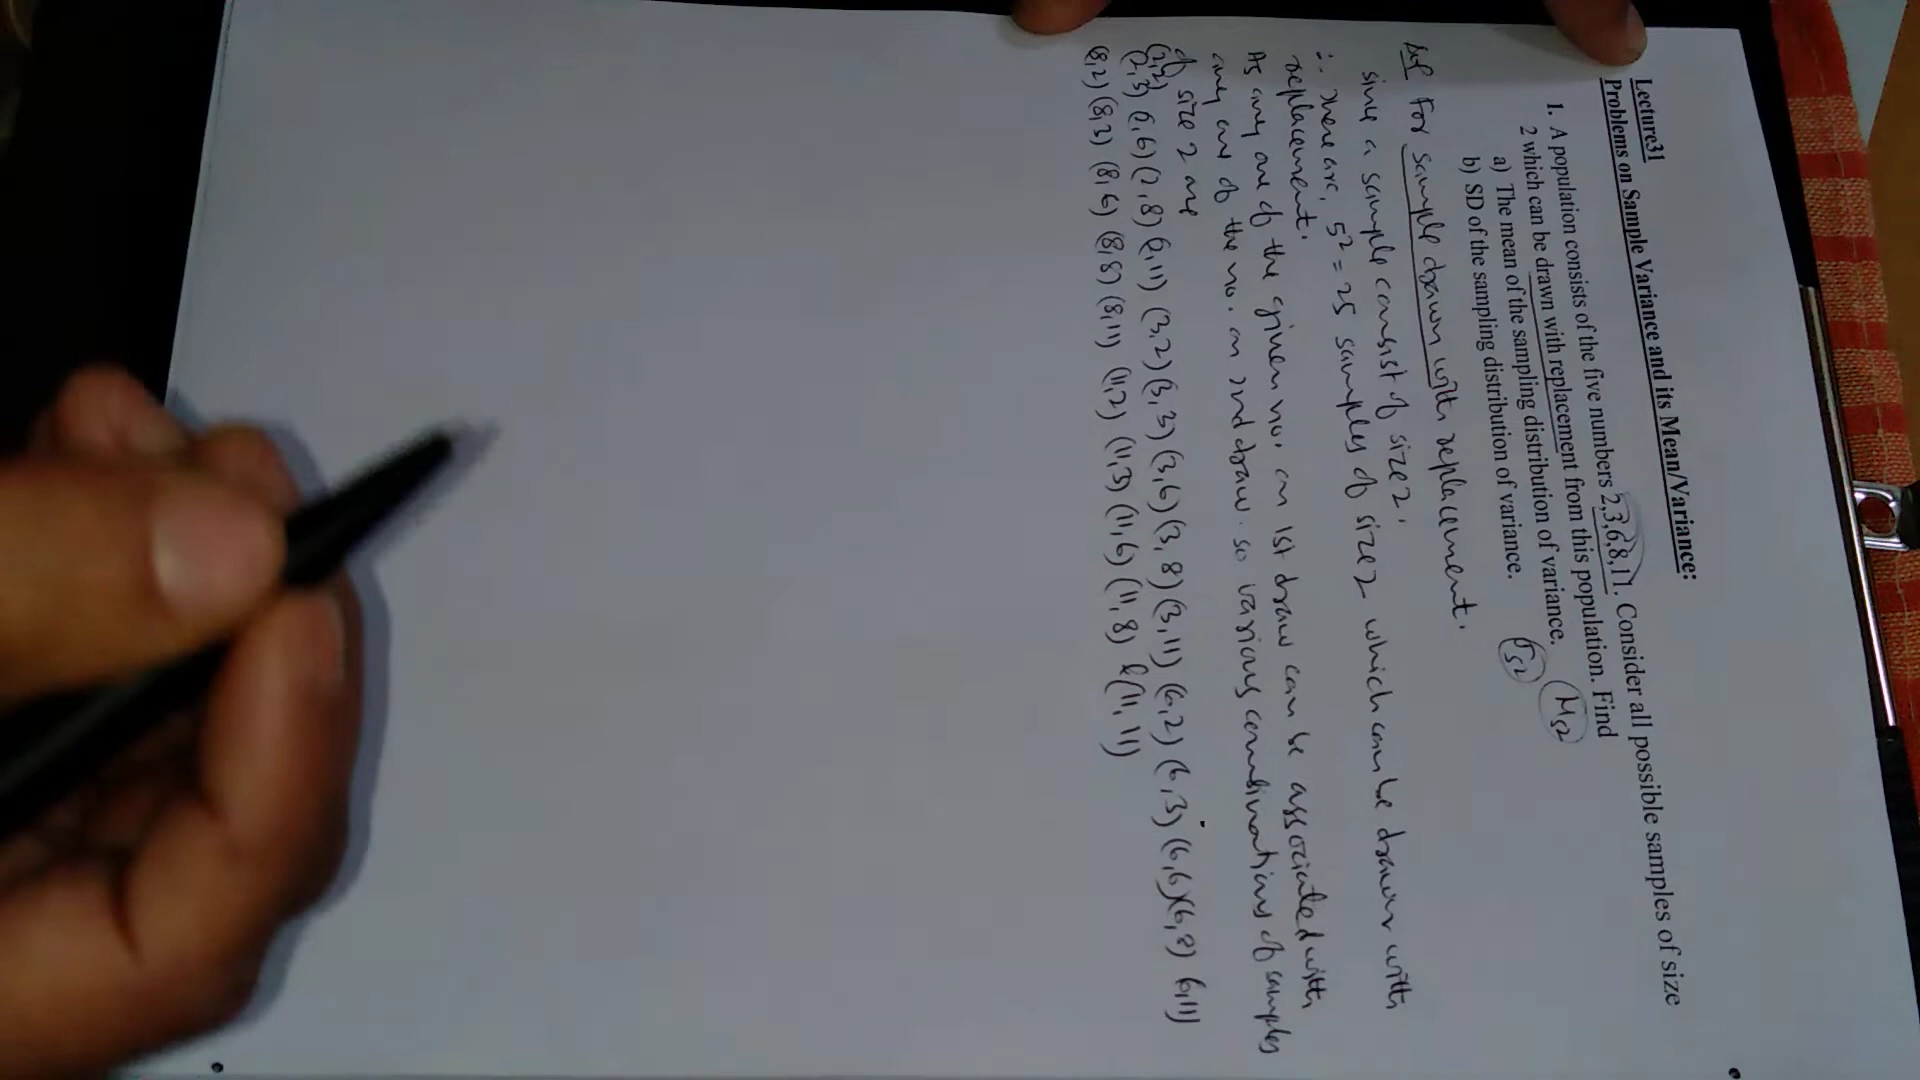 Lecture31
Problems on Sample Variance and its Mean/Variance:
1. A population consists of the five numbers 2,3,6,8,11. Consider all possible samples of size
2 which can be drawn with replacement from this population. Find
a) The mean of the sampling distribution of variance. μs2
b) SD of the sampling distribution of variance. σs2
Sol For sample drawn with replacement.
since a sample consist of size 2.
∴ there are, 5² = 25 samples of size 2 which can be drawn with
replacement.
As any one of the given no. on 1st draw can be associated with
any one of the no. on 2nd draw. so various combinations of samples
of size 2 are
(2,2)
(2,3) (2,6) (2,8) (2,11) (3,2) (3,3) (3,6) (3,8) (3,11) (6,2) (6,3) (6,6) (6,8) (6,11)
(8,2) (8,3) (8,6) (8,8) (8,11) (11,2) (11,3) (11,6) (11,8) & (11,11)